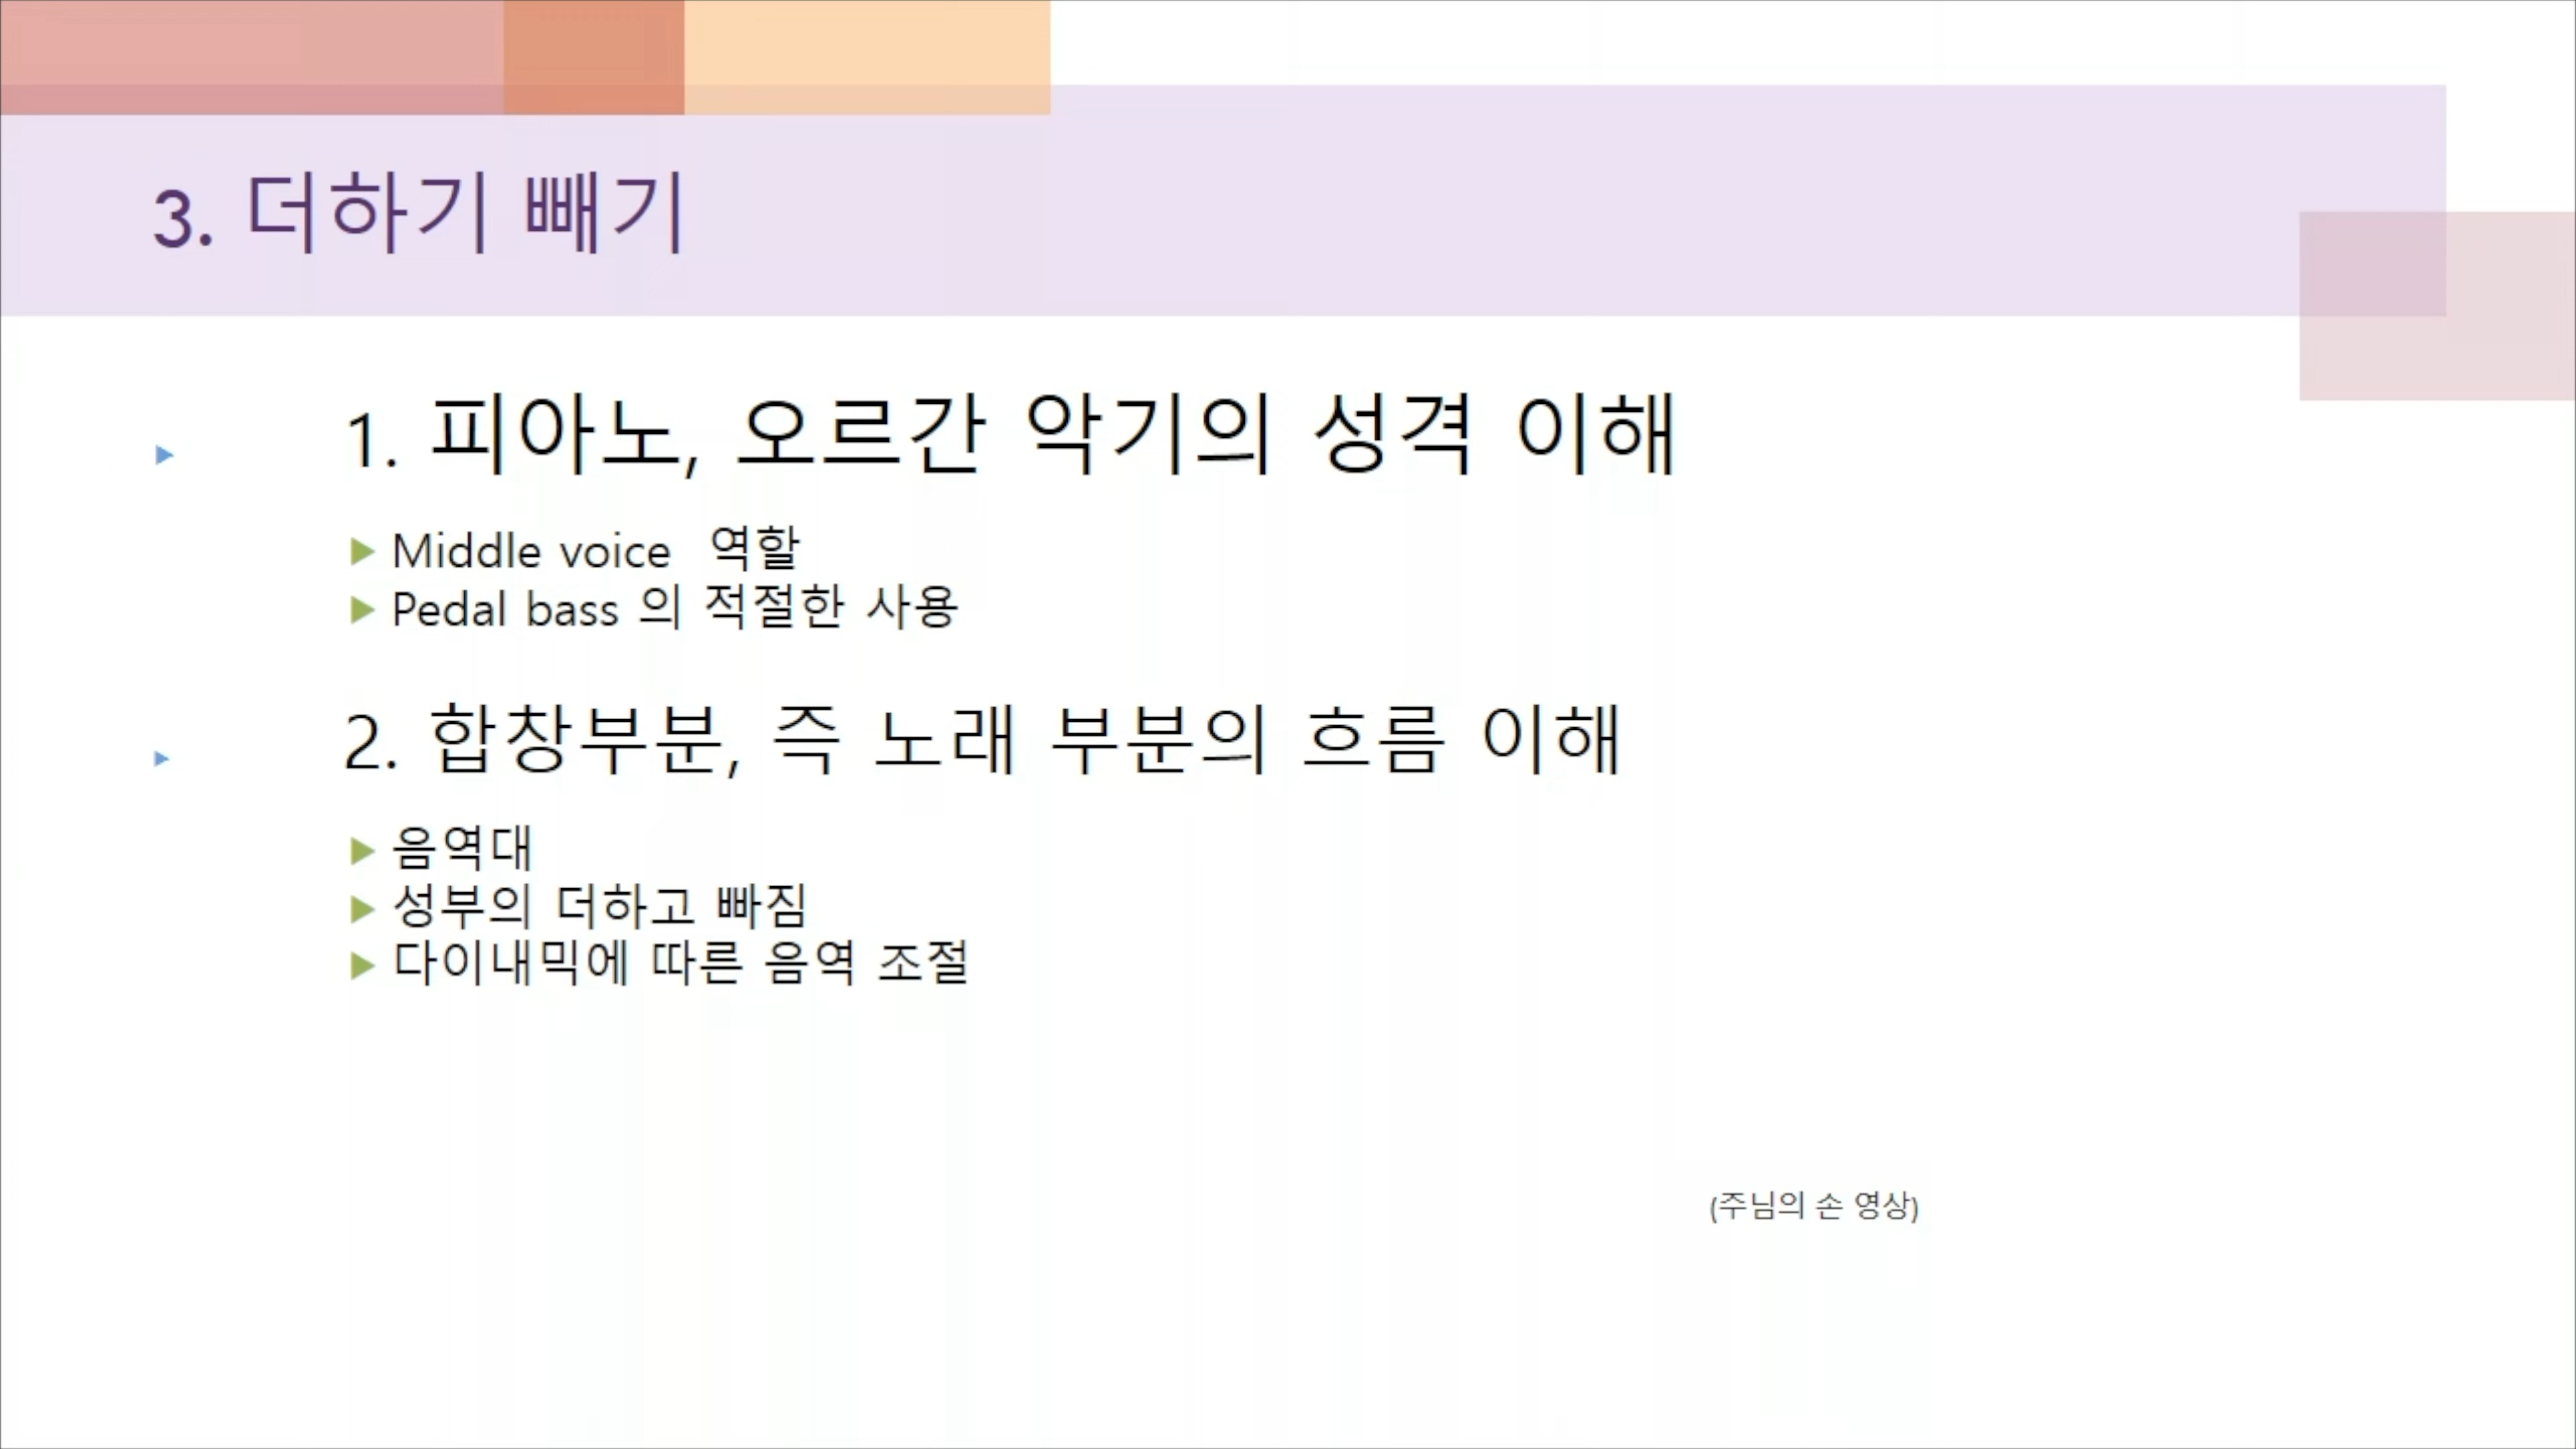 3. 더하기 빼기
1. 피아노, 오르간 악기의 성격 이해
Middle voice 역할
Pedal bass 의 적절한 사용
2. 합창부분, 즉 노래 부분의 흐름 이해
음역대
성부의 더하고 빠짐
다이내믹에 따른 음역 조절
(주님의 손 영상)